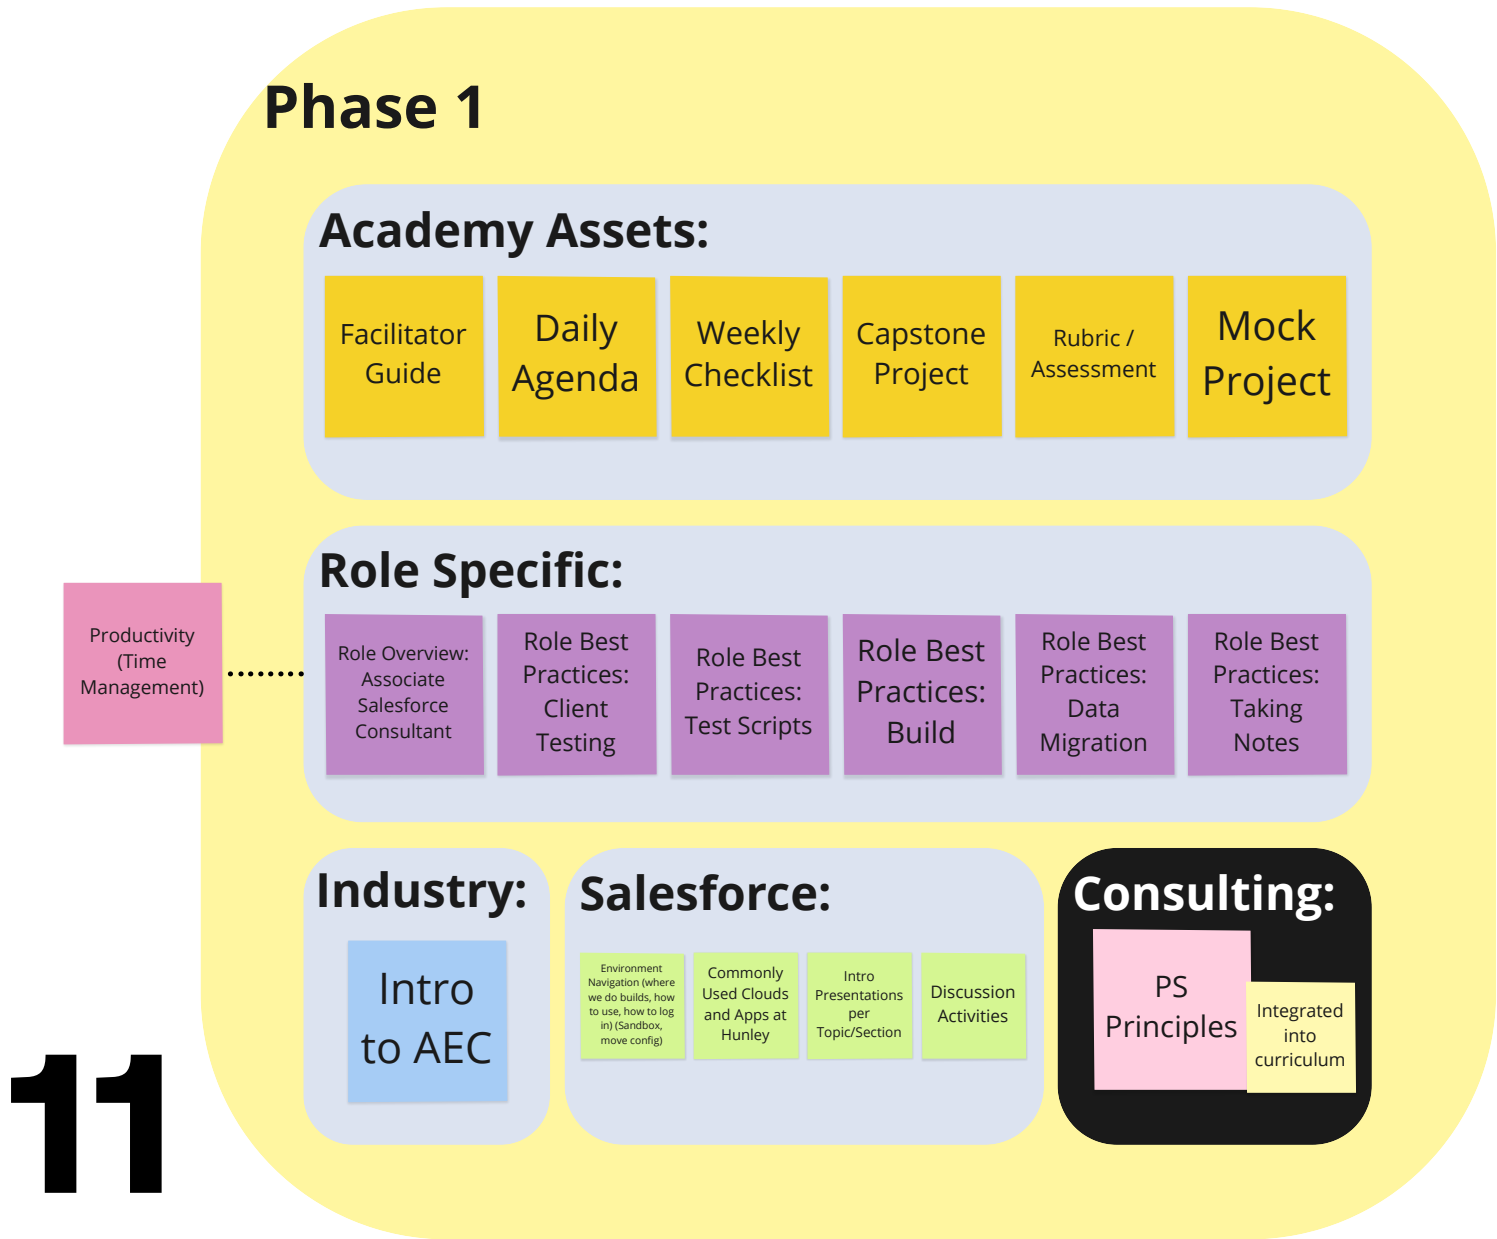 Phase 1
Academy Assets:
Facilitator
Guide
Daily
Agenda
Weekly
Checklist
Capstone
Project
Rubric /
Assessment
Mock
Project
Role Specific:
Productivity
(Time
Management)
Role Overview:
Associate
Salesforce
Consultant
Role Best
Practices:
Client
Testing
Role Best
Practices:
Test Scripts
Role Best
Practices:
Build
Role Best
Practices:
Data
Migration
Role Best
Practices:
Taking
Notes
Industry:
Intro
to AEC
Salesforce:
Environment
Navigation (where
we do builds, how
to use, how to log
in) (Sandbox,
move config)
Commonly
Used Clouds
and Apps at
Hunley
Intro
Presentations
per
Topic/Section
Discussion
Activities
Consulting:
PS
Principles
Integrated
into
curriculum
11